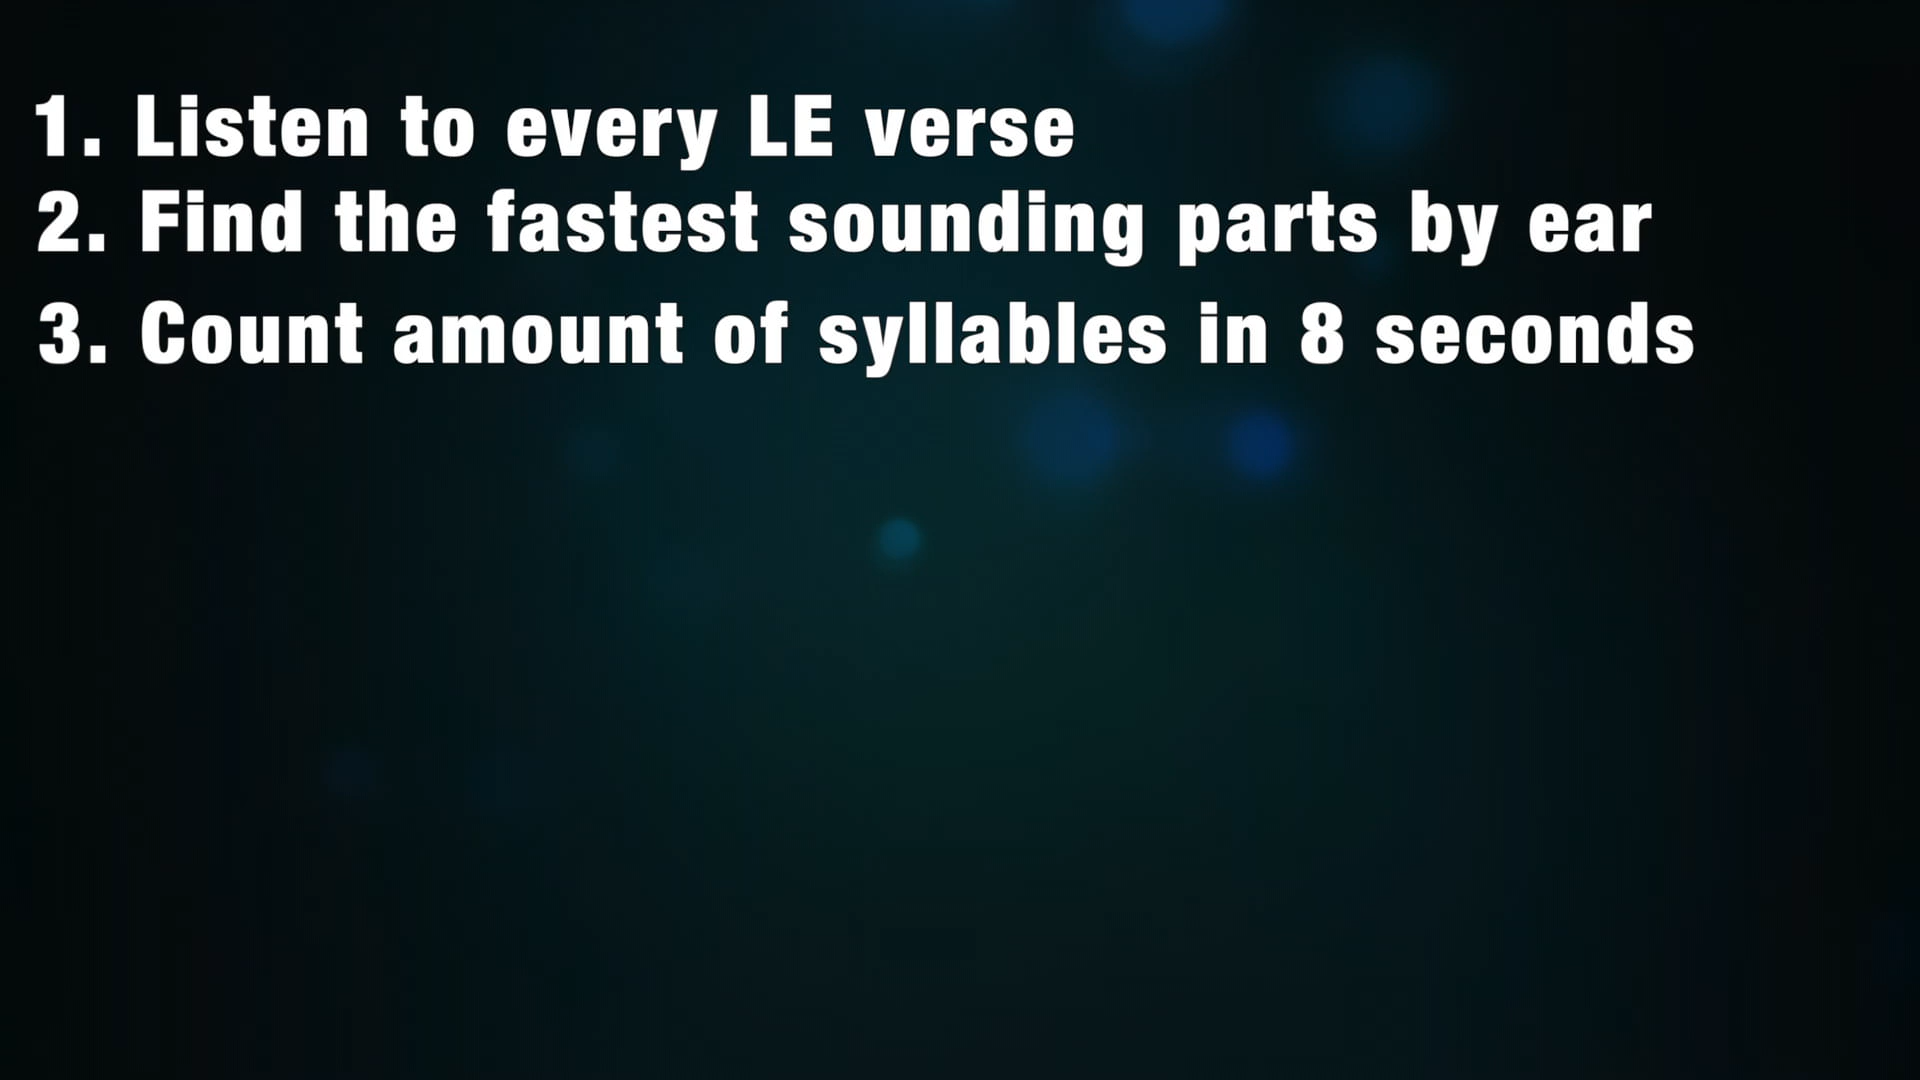 1. Listen to every LE verse
2. Find the fastest sounding parts by ear
3. Count amount of syllables in 8 seconds